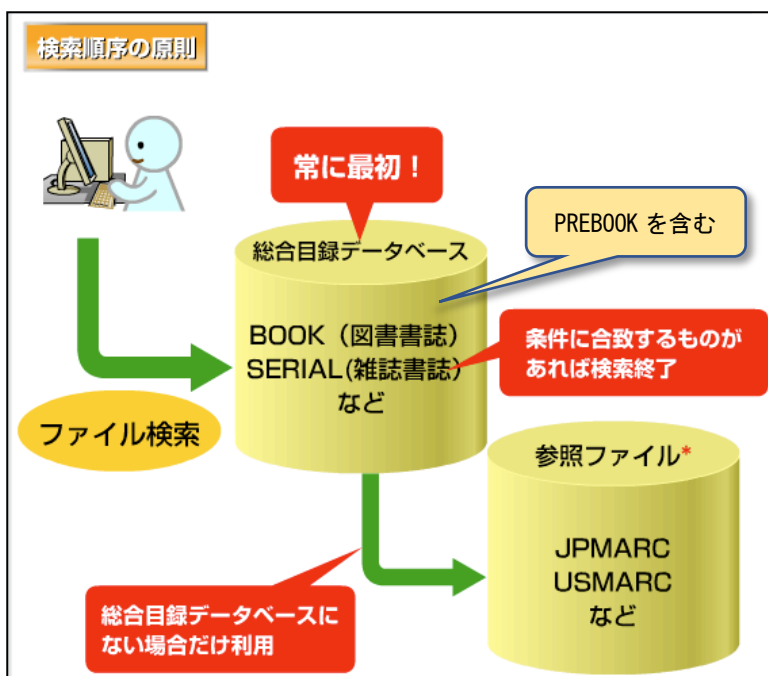 検索順序の原則
常に最初！
PREBOOK を含む
総合目録データベース
BOOK（図書書誌）
SERIAL(雑誌書誌）
など
条件に合致するものが
あれば検索終了
ファイル検索
参照ファイル*
JPMARC
USMARC
など
総合目録データベースに
ない場合だけ利用